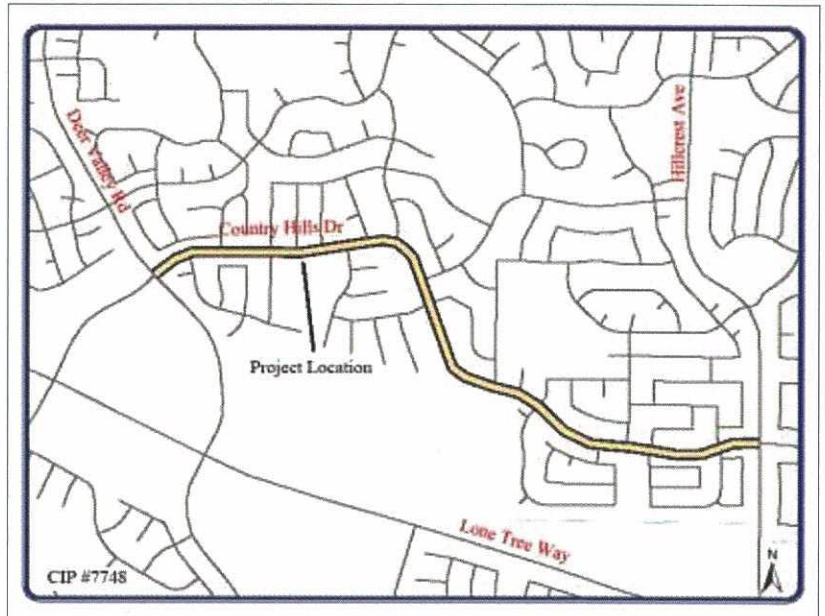 Deer Valley Rd
Hillcrest Ave
Country Hills Dr
Project Location
Lone Tree Way
N
CIP #7748